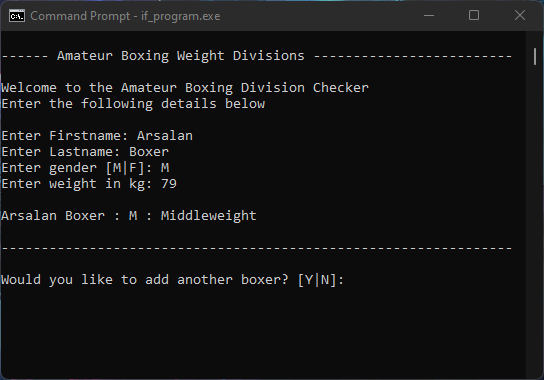 Command Prompt - if_program.exe
------ Amateur Boxing Weight Divisions -------------------------
Welcome to the Amateur Boxing Division Checker
Enter the following details below
Enter Firstname: Arsalan
Enter Lastname: Boxer
Enter gender [M|F]: M
Enter weight in kg: 79
Arsalan Boxer : M : Middleweight
----------------------------------------------------------------
Would you like to add another boxer? [Y|N]: